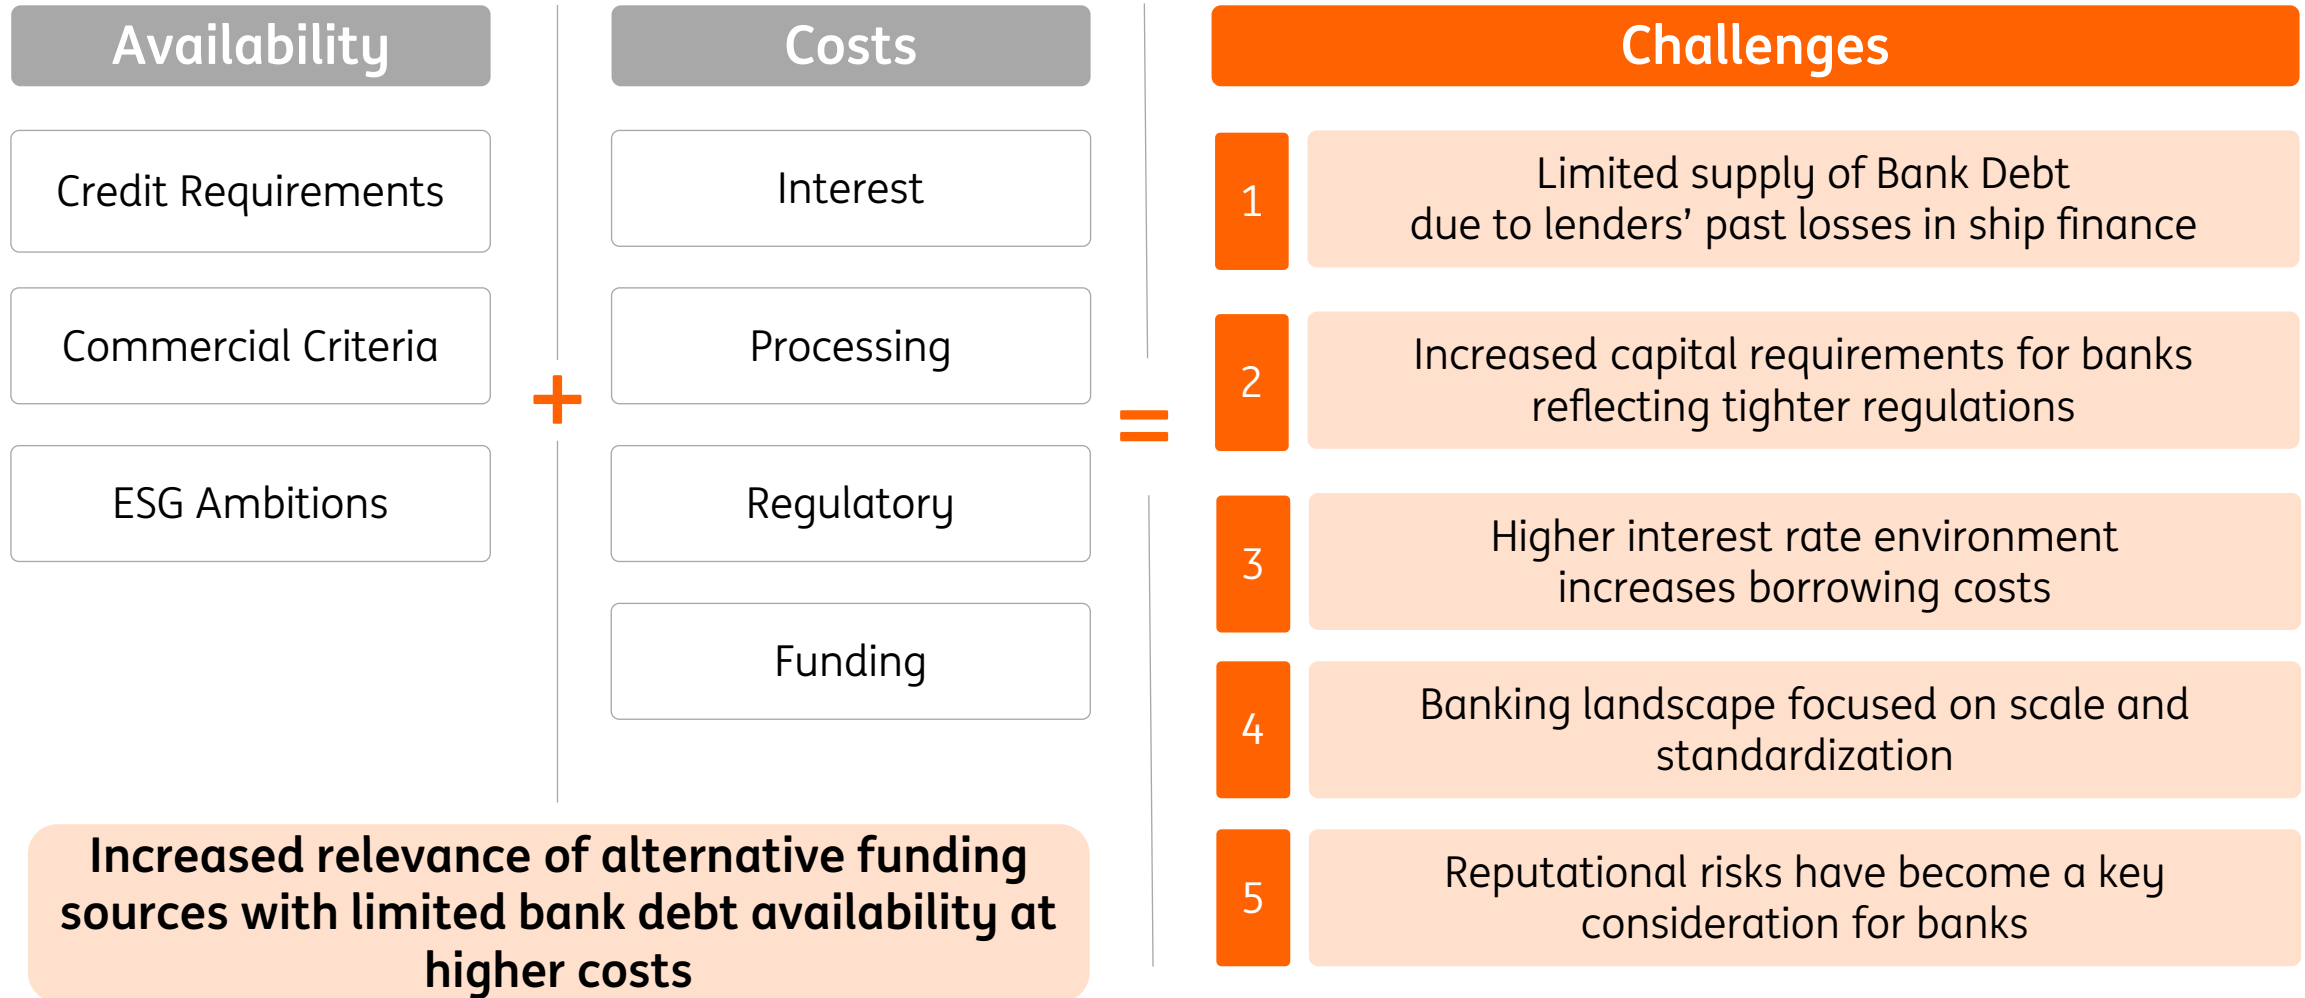 Availability
Credit Requirements
Commercial Criteria
ESG Ambitions
+
Costs
Interest
Processing
Regulatory
Funding
=
Challenges
1
Limited supply of Bank Debt
due to lenders’ past losses in ship finance
2
Increased capital requirements for banks
reflecting tighter regulations
3
Higher interest rate environment
increases borrowing costs
4
Banking landscape focused on scale and
standardization
5
Reputational risks have become a key
consideration for banks
Increased relevance of alternative funding
sources with limited bank debt availability at
higher costs